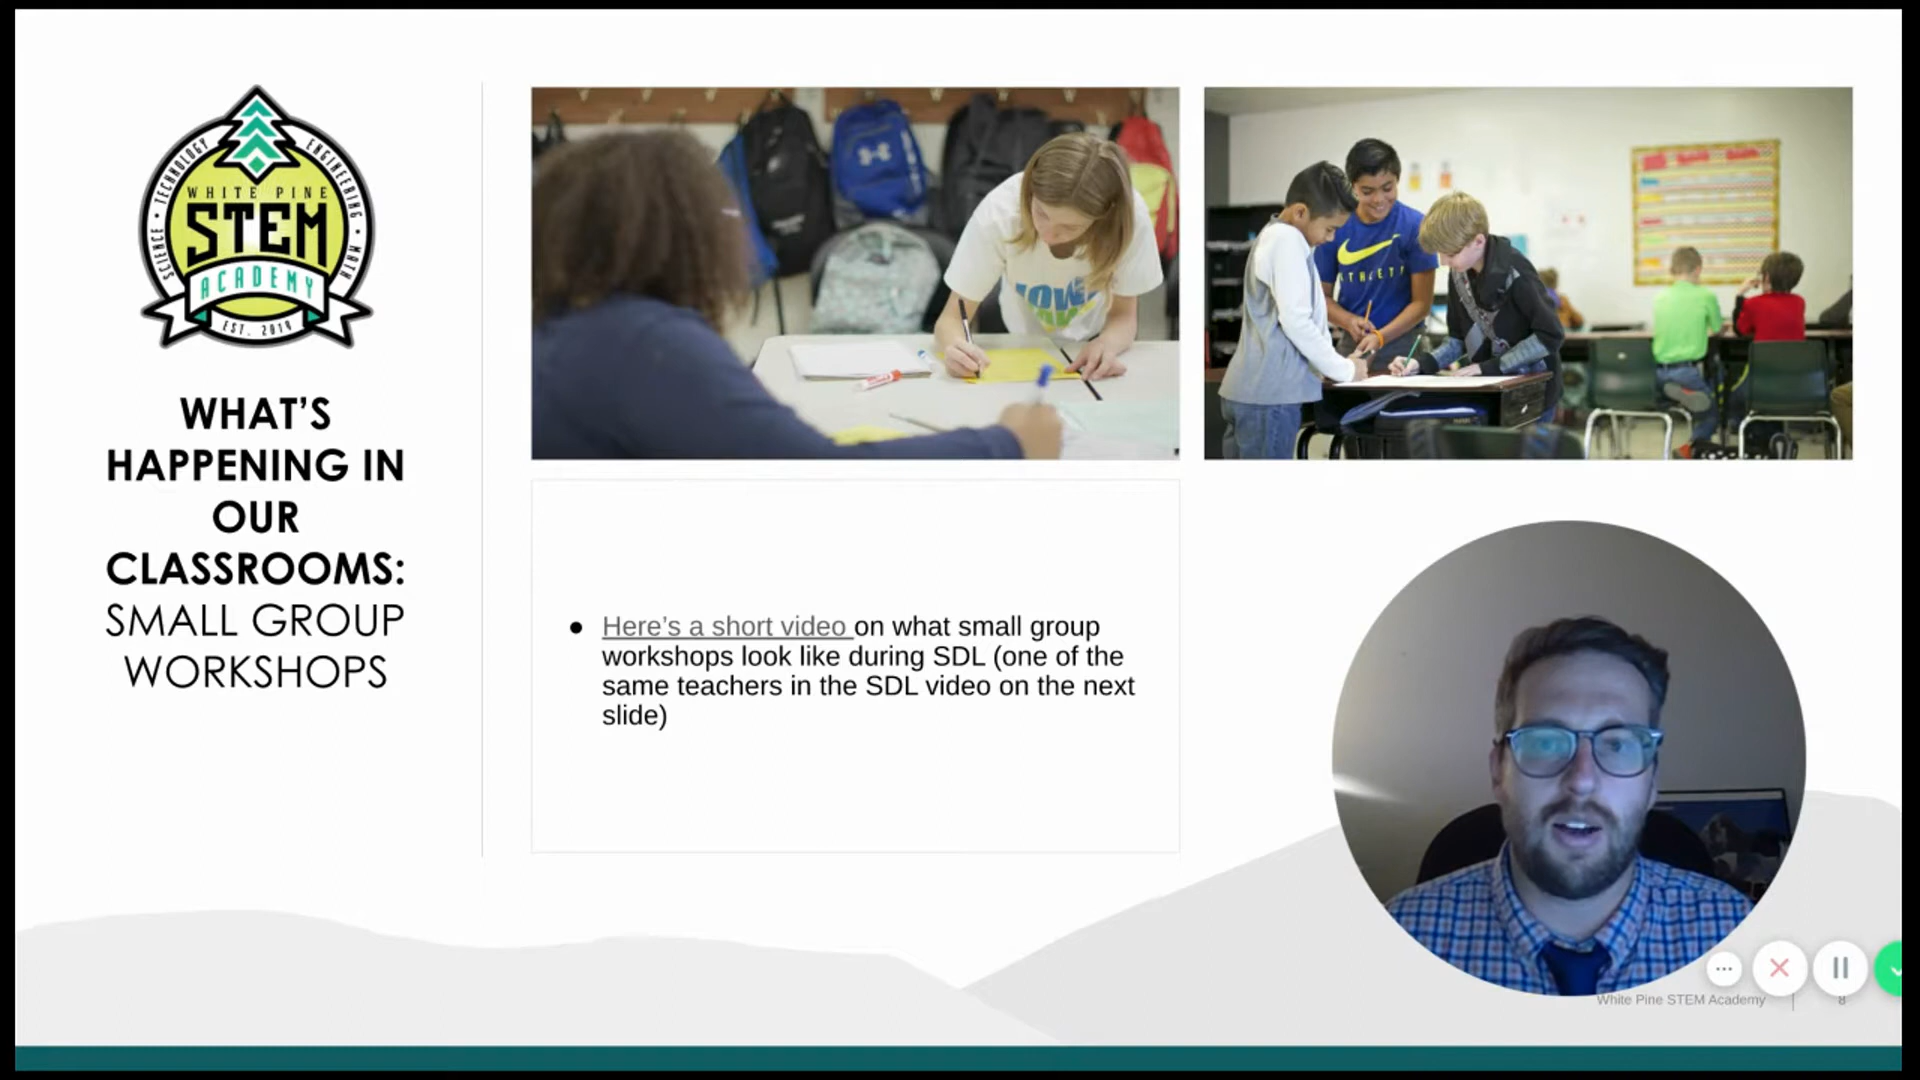 SCIENCE • TECHNOLOGY
ENGINEERING • MATH
WHITE PINE
STEM
ACADEMY
EST. 2019
WHAT’S
HAPPENING IN
OUR
CLASSROOMS:
SMALL GROUP
WORKSHOPS
● Here’s a short video on what small group
workshops look like during SDL (one of the
same teachers in the SDL video on the next
slide)
White Pine STEM Academy
8